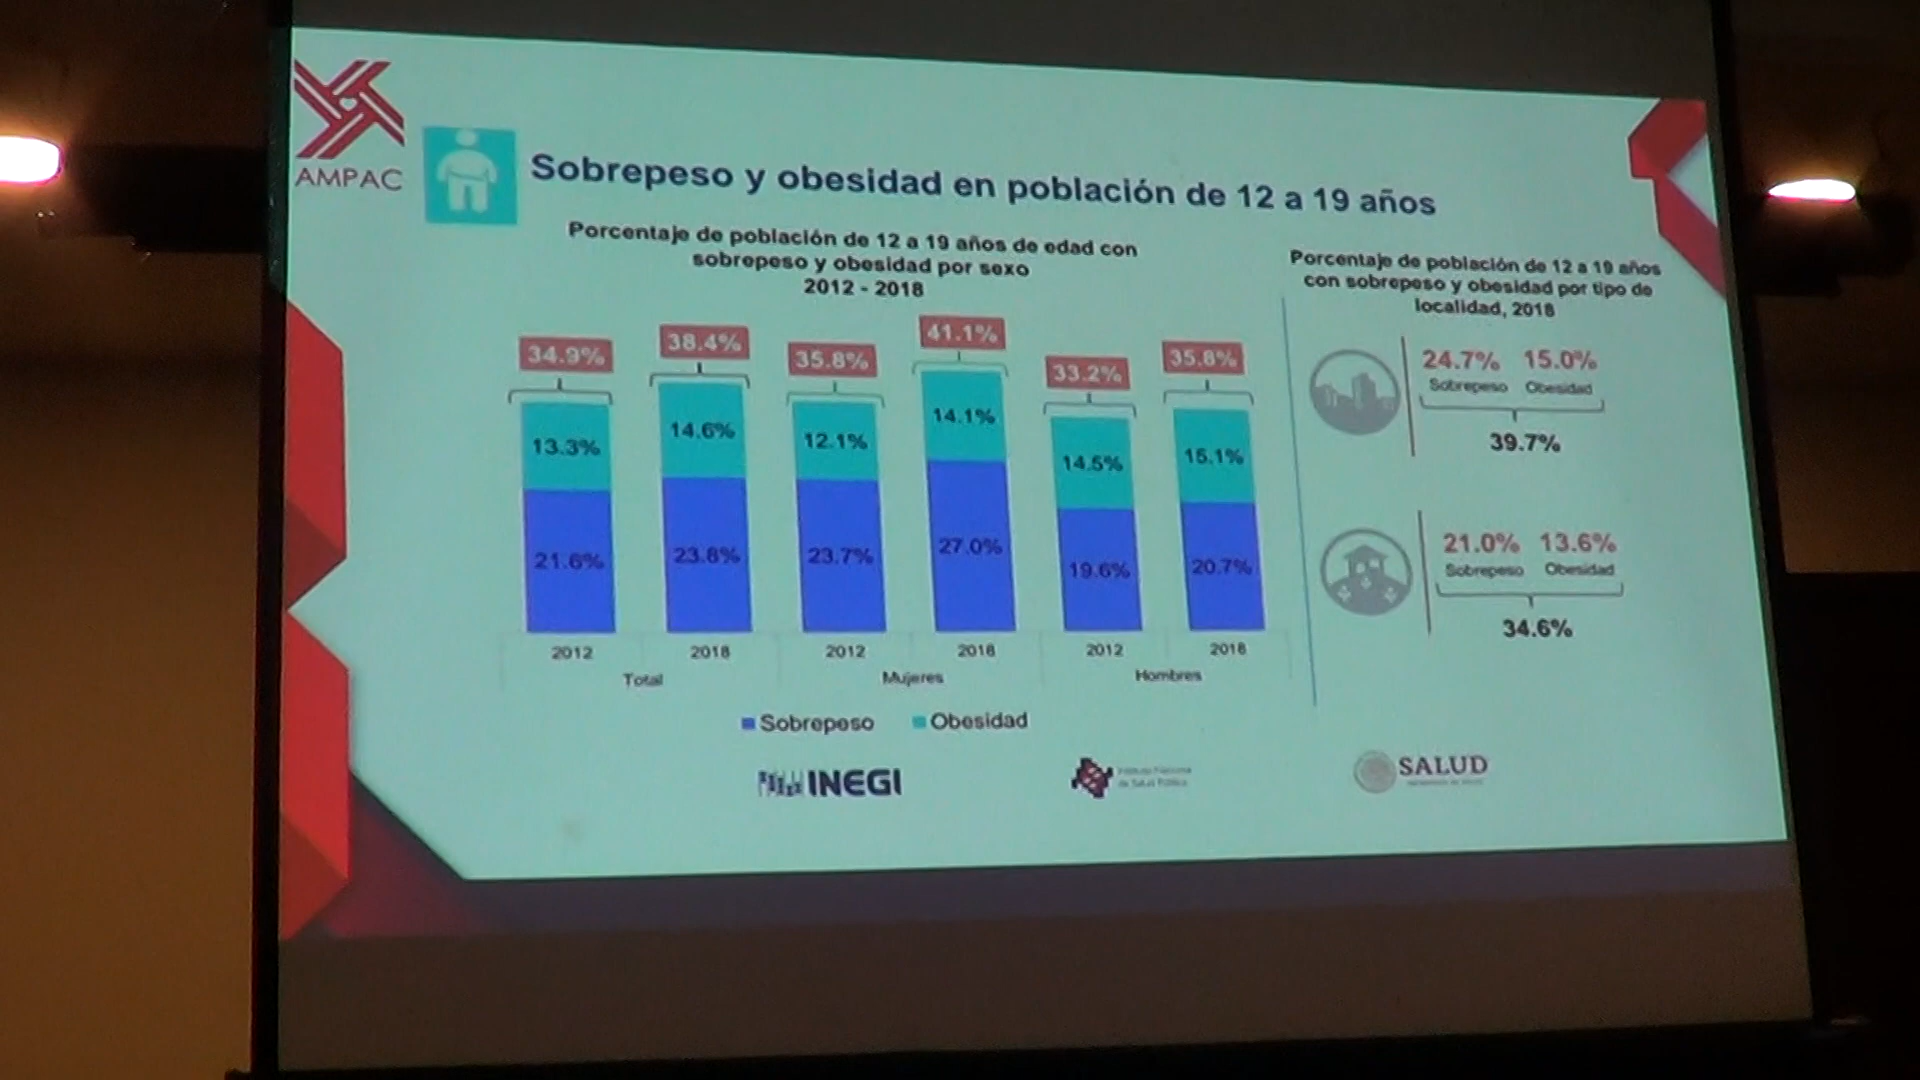 AMPAC
Sobrepeso y obesidad en población de 12 a 19 años
Porcentaje de población de 12 a 19 años de edad con
sobrepeso y obesidad por sexo
2012 - 2018
34.9%
38.4%
35.8%
41.1%
33.2%
35.8%
13.3%
14.6%
12.1%
14.1%
14.5%
15.1%
21.6%
23.8%
23.7%
27.0%
19.6%
20.7%
2012
2018
2012
2018
2012
2018
Total
Mujeres
Hombres
Sobrepeso
Obesidad
Porcentaje de población de 12 a 19 años
con sobrepeso y obesidad por tipo de
localidad, 2018
24.7% 15.0%
Sobrepeso Obesidad
39.7%
21.0% 13.6%
Sobrepeso Obesidad
34.6%
INEGI
Instituto Nacional
de Salud Pública
SALUD